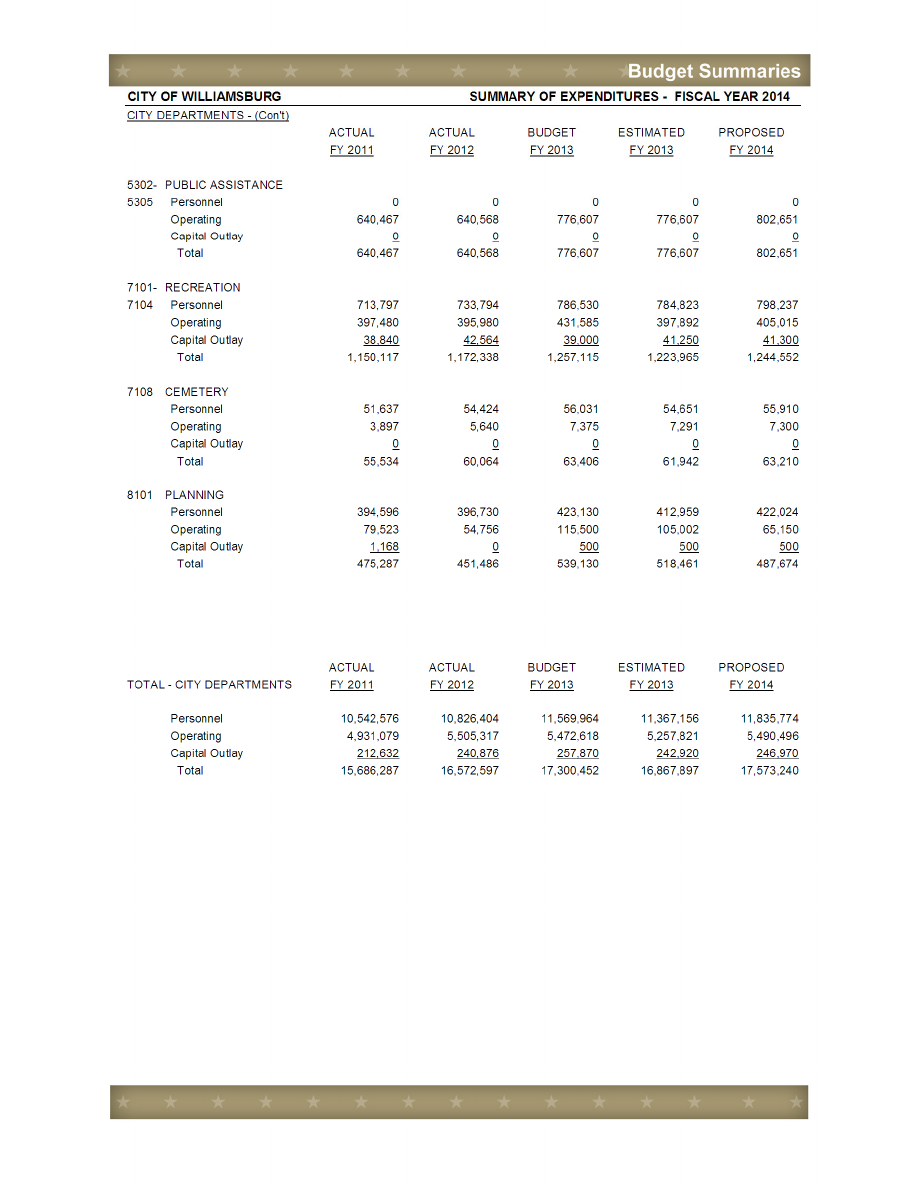 Budget Summaries
CITY OF WILLIAMSBURG SUMMARY OF EXPENDITURES - FISCAL YEAR 2014
CITY DEPARTMENTS - (Con't)
ACTUAL ACTUAL BUDGET ESTIMATED PROPOSED
FY 2011 FY 2012 FY 2013 FY 2013 FY 2014
5302- PUBLIC ASSISTANCE
5305 Personnel 0 0 0 0 0
Operating 640,467 640,568 776,607 776,607 802,651
Capital Outlay 0 0 0 0 0
Total 640,467 640,568 776,607 776,607 802,651
7101- RECREATION
7104 Personnel 713,797 733,794 786,530 784,823 798,237
Operating 397,480 395,980 431,585 397,892 405,015
Capital Outlay 38,840 42,564 39,000 41,250 41,300
Total 1,150,117 1,172,338 1,257,115 1,223,965 1,244,552
7108 CEMETERY
Personnel 51,637 54,424 56,031 54,651 55,910
Operating 3,897 5,640 7,375 7,291 7,300
Capital Outlay 0 0 0 0 0
Total 55,534 60,064 63,406 61,942 63,210
8101 PLANNING
Personnel 394,596 396,730 423,130 412,959 422,024
Operating 79,523 54,756 115,500 105,002 65,150
Capital Outlay 1,168 0 500 500 500
Total 475,287 451,486 539,130 518,461 487,674
ACTUAL ACTUAL BUDGET ESTIMATED PROPOSED
TOTAL - CITY DEPARTMENTS FY 2011 FY 2012 FY 2013 FY 2013 FY 2014
Personnel 10,542,576 10,826,404 11,569,964 11,367,156 11,835,774
Operating 4,931,079 5,505,317 5,472,618 5,257,821 5,490,496
Capital Outlay 212,632 240,876 257,870 242,920 246,970
Total 15,686,287 16,572,597 17,300,452 16,867,897 17,573,240